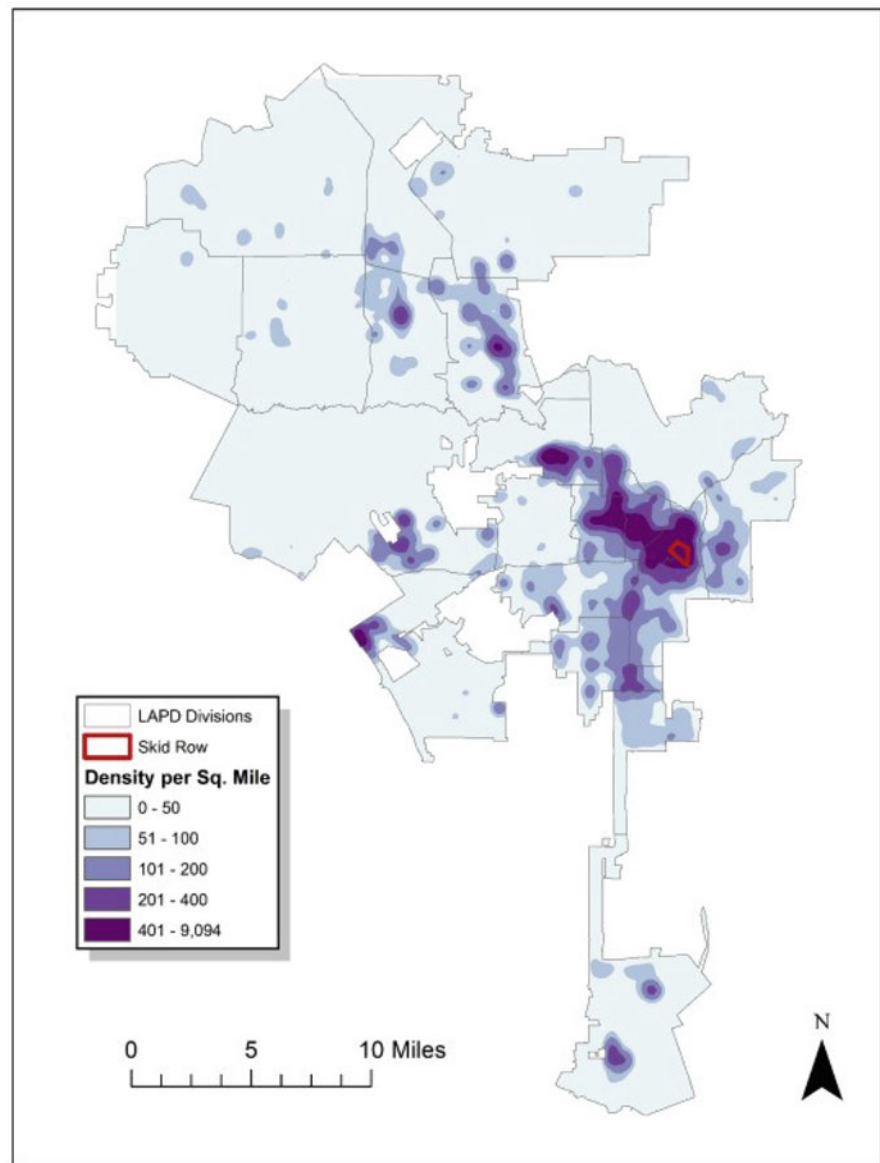 LAPD Divisions
Skid Row
Density per Sq. Mile
0 - 50
51 - 100
101 - 200
201 - 400
401 - 9,094
0 5 10 Miles
N